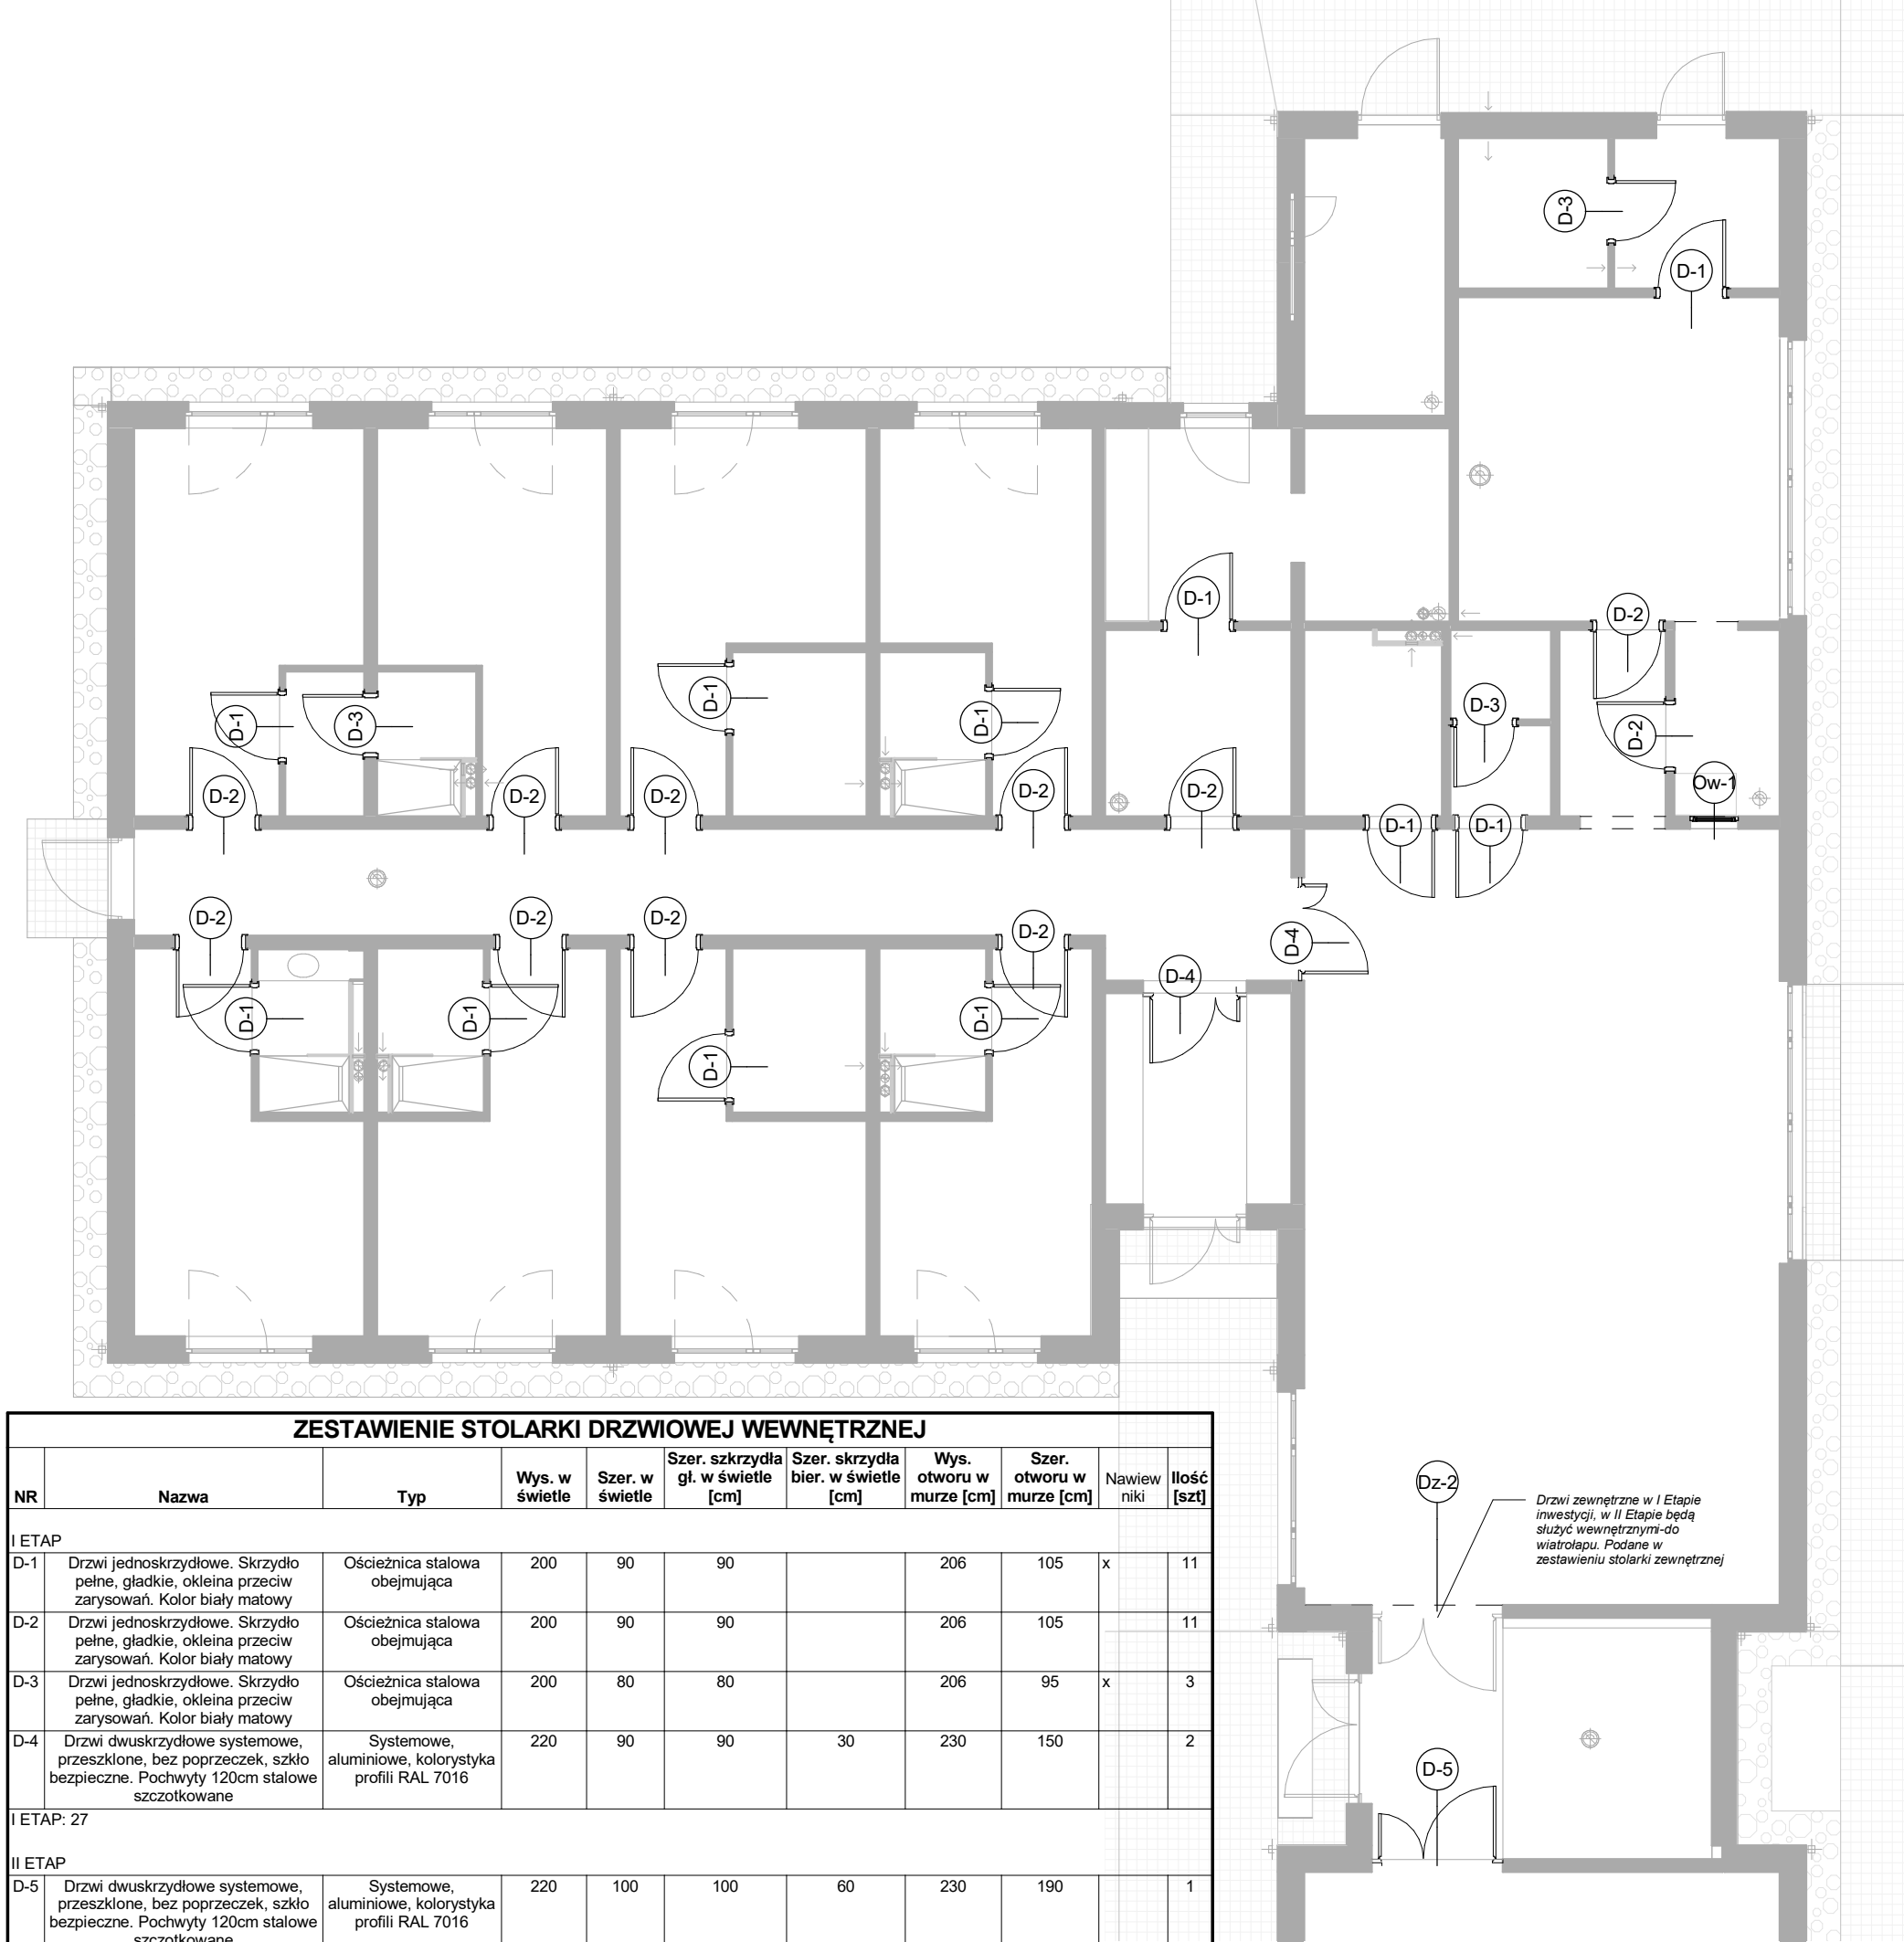 D-3
D-1
D-1
D-2
D-1
D-1
D-3
D-1
D-3
D-2
D-1
Ow-1
D-2
D-2
D-2
D-2
D-2
D-1
D-1
D-2
D-2
D-2
D-2
D-4
D-4
D-1
D-1
D-1
D-1
ZESTAWIENIE STOLARKI DRZWIOWEJ WEWNĘTRZNEJ
NR Nazwa Typ Wys. w świetle Szer. w świetle Szer. szkrzydła gł. w świetle [cm] Szer. skrzydła bier. w świetle [cm] Wys. otworu w murze [cm] Szer. otworu w murze [cm] Nawiew niki Ilość [szt]
I ETAP
D-1 Drzwi jednoskrzydłowe. Skrzydło Ościeżnica stalowa 200 90 90 206 105 x 11
pełne, gładkie, okleina przeciw obejmująca
zarysowań. Kolor biały matowy
D-2 Drzwi jednoskrzydłowe. Skrzydło Ościeżnica stalowa 200 90 90 206 105 11
pełne, gładkie, okleina przeciw obejmująca
zarysowań. Kolor biały matowy
D-3 Drzwi jednoskrzydłowe. Skrzydło Ościeżnica stalowa 200 80 80 206 95 x 3
pełne, gładkie, okleina przeciw obejmująca
zarysowań. Kolor biały matowy
D-4 Drzwi dwuskrzydłowe systemowe, Systemowe, 220 90 90 30 230 150 2
przeszklone, bez poprzeczek, szkło aluminiowe, kolorystyka
bezpieczne. Pochwyty 120cm stalowe profili RAL 7016
szczotkowane
I ETAP: 27
II ETAP
D-5 Drzwi dwuskrzydłowe systemowe, Systemowe, 220 100 100 60 230 190 1
przeszklone, bez poprzeczek, szkło aluminiowe, kolorystyka
bezpieczne. Pochwyty 120cm stalowe profili RAL 7016
szczotkowane
Dz-2
Drzwi zewnętrzne w I Etapie
inwestycji, w II Etapie będą
służyć wewnętrznymi-do
wiatrołapu. Podane w
zestawieniu stolarki zewnętrznej
D-5